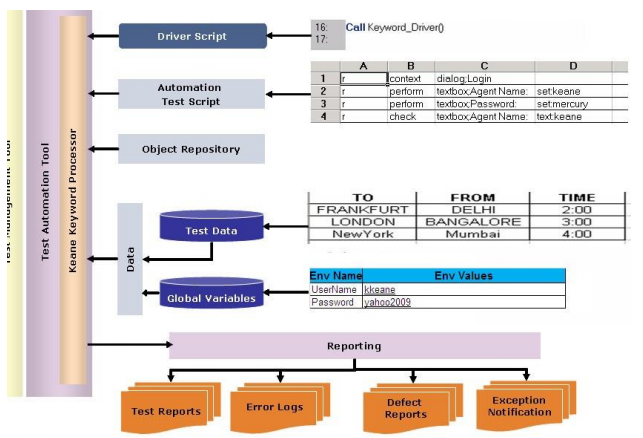 Test Management Tool
Test Automation Tool
Keane Keyword Processor
Driver Script
16: Call Keyword_Driver()
17:
Automation
Test Script
A B C D
1 r context dialog;Login
2 r perform textbox;Agent Name: set:keane
3 r perform textbox;Password: set:mercury
4 r check textbox;Agent Name: text:keane
Object Repository
Data
Test Data
TO FROM TIME
FRANKFURT DELHI 2:00
LONDON BANGALORE 3:00
NewYork Mumbai 4:00
Global Variables
Env Name Env Values
UserName kkeane
Password yahoo2009
Reporting
Test Reports
Error Logs
Defect
Reports
Exception
Notification